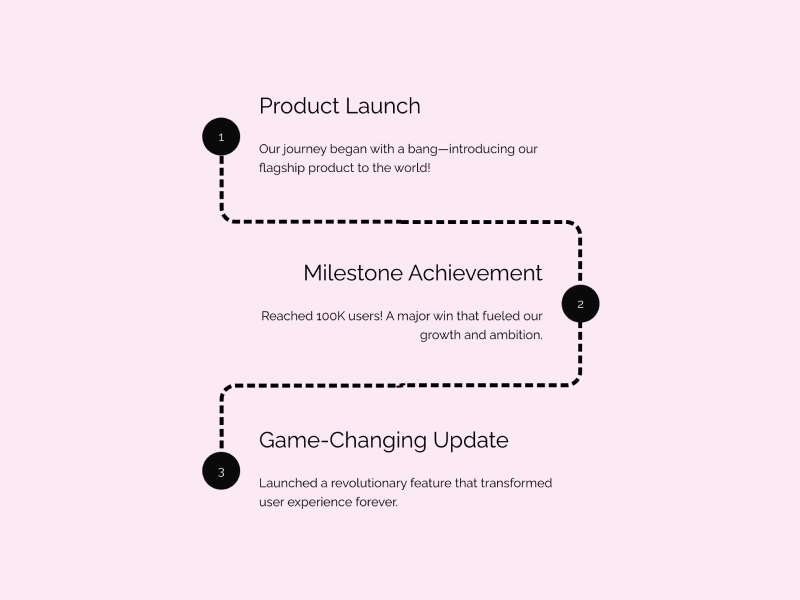 Product Launch
1
Our journey began with a bang—introducing our
flagship product to the world!
Milestone Achievement
2
Reached 100K users! A major win that fueled our
growth and ambition.
Game-Changing Update
3
Launched a revolutionary feature that transformed
user experience forever.